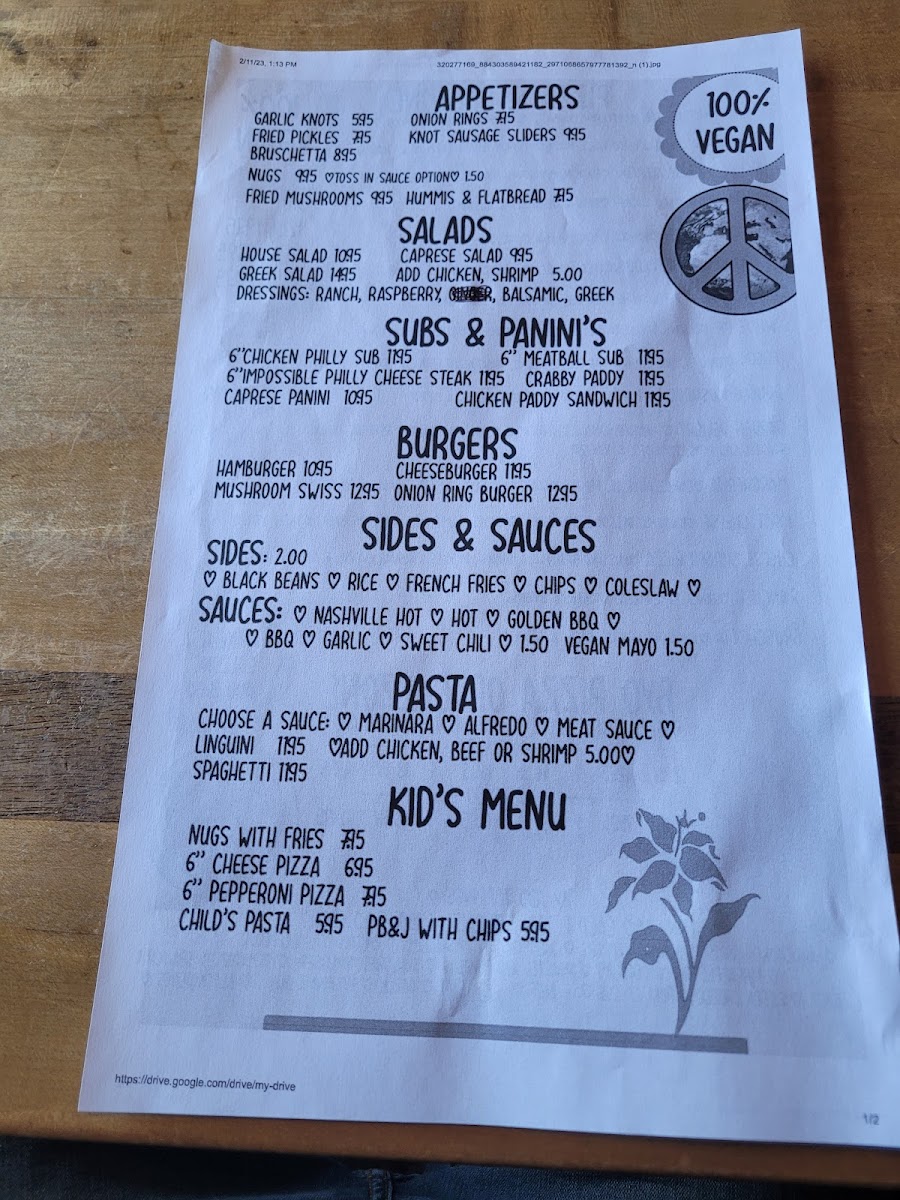 2/11/23, 1:13 PM 320277169_884303589421182_2971058657977781392_n (1).jpg
APPETIZERS
100% VEGAN
GARLIC KNOTS 5.95 ONION RINGS 7.95
FRIED PICKLES 7.95 KNOT SAUSAGE SLIDERS 9.95
BRUSCHETTA 8.95
NUGS 9.95 ♡TOSS IN SAUCE OPTION♡ 1.50
FRIED MUSHROOMS 9.95 HUMMIS & FLATBREAD 7.95
SALADS
HOUSE SALAD 10.95 CAPRESE SALAD 9.95
GREEK SALAD 14.95 ADD CHICKEN, SHRIMP 5.00
DRESSINGS: RANCH, RASPBERRY, , BALSAMIC, GREEK
SUBS & PANINI'S
6"CHICKEN PHILLY SUB 11.95 6" MEATBALL SUB 11.95
6"IMPOSSIBLE PHILLY CHEESE STEAK 11.95 CRABBY PADDY 11.95
CAPRESE PANINI 10.95 CHICKEN PADDY SANDWICH 11.95
BURGERS
HAMBURGER 10.95 CHEESEBURGER 11.95
MUSHROOM SWISS 12.95 ONION RING BURGER 12.95
SIDES & SAUCES
SIDES: 2.00
♡ BLACK BEANS ♡ RICE ♡ FRENCH FRIES ♡ CHIPS ♡ COLESLAW ♡
SAUCES: ♡ NASHVILLE HOT ♡ HOT ♡ GOLDEN BBQ ♡
♡ BBQ ♡ GARLIC ♡ SWEET CHILI ♡ 1.50 VEGAN MAYO 1.50
PASTA
CHOOSE A SAUCE: ♡ MARINARA ♡ ALFREDO ♡ MEAT SAUCE ♡
LINGUINI 11.95 ♡ADD CHICKEN, BEEF OR SHRIMP 5.00♡
SPAGHETTI 11.95
KID'S MENU
NUGS WITH FRIES 7.95
6" CHEESE PIZZA 6.95
6" PEPPERONI PIZZA 7.95
CHILD'S PASTA 5.95 PB&J WITH CHIPS 5.95
https://drive.google.com/drive/my-drive
1/2